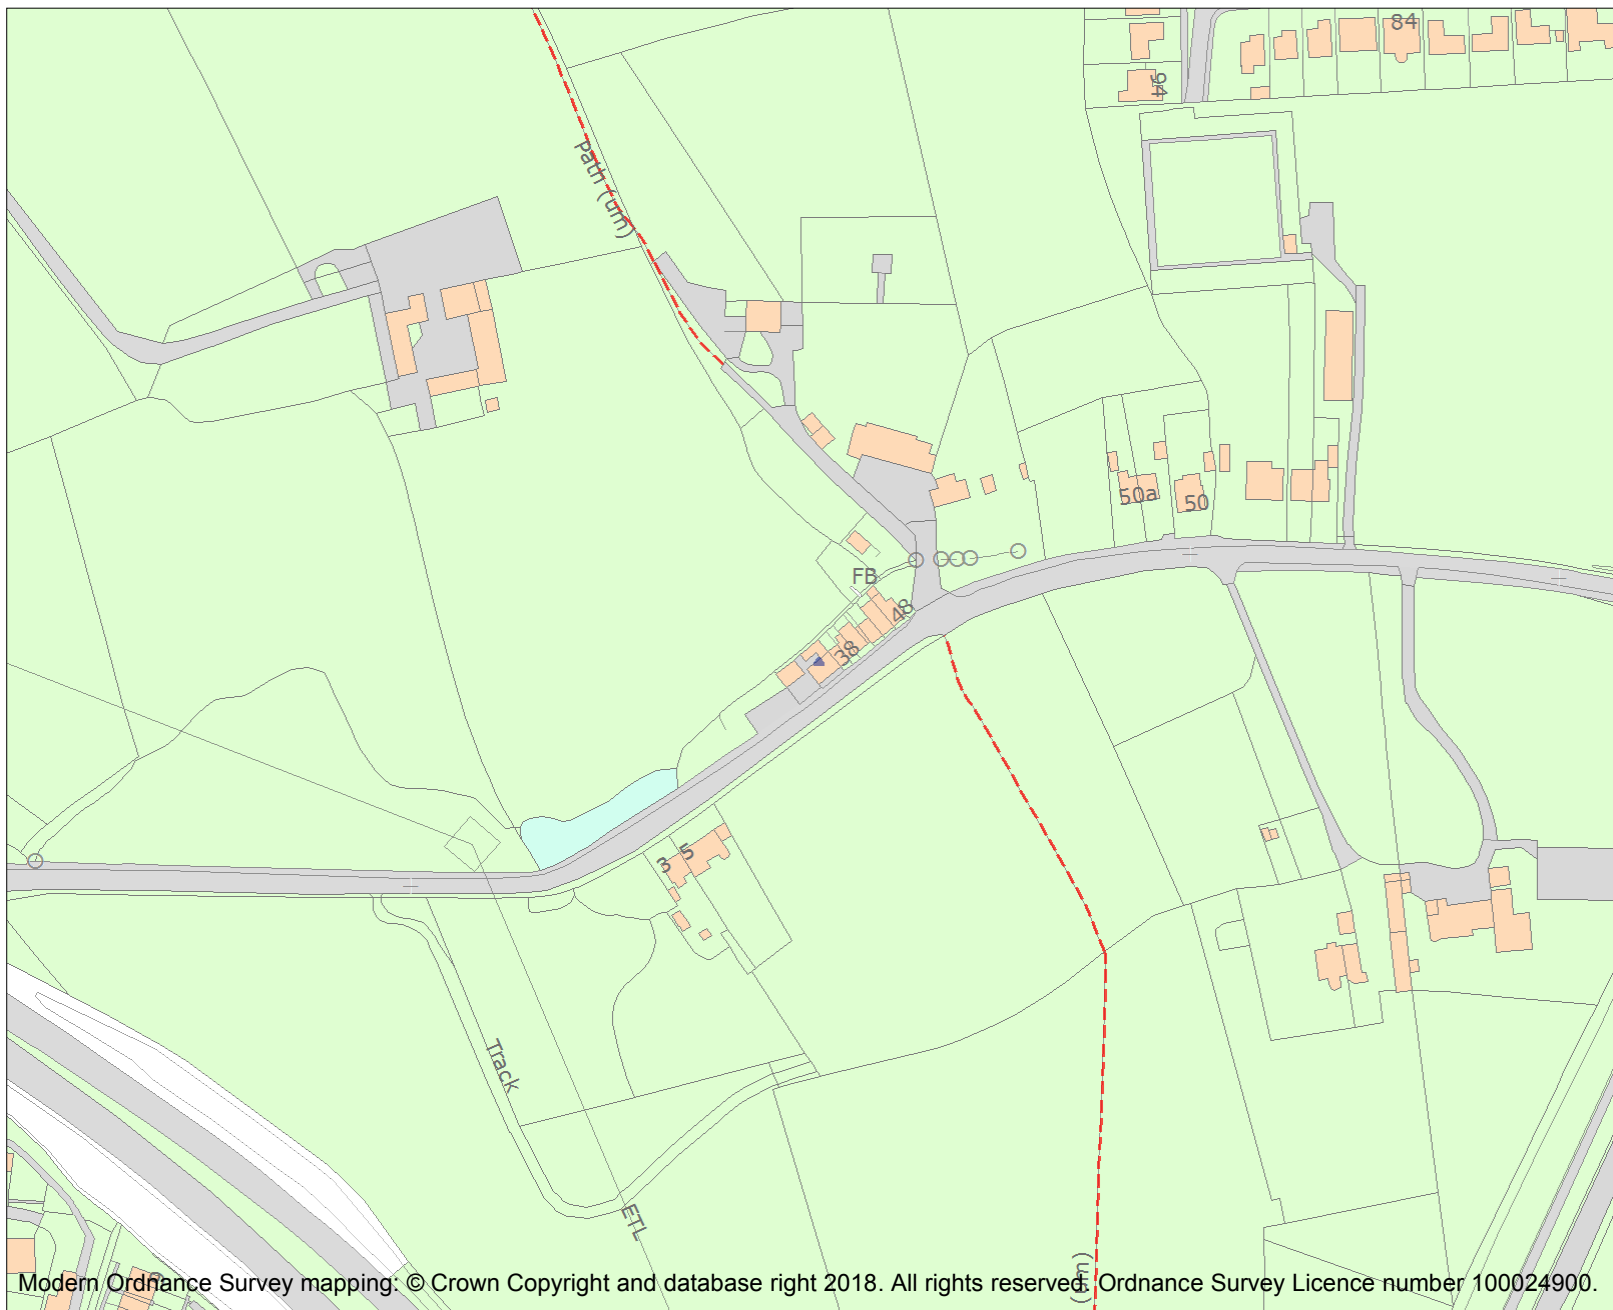 84
94
Path (um)
50a
50
FB
48
38
3
5
Track
ETL
(um)
Modern Ordnance Survey mapping: © Crown Copyright and database right 2018. All rights reserved. Ordnance Survey Licence number 100024900.